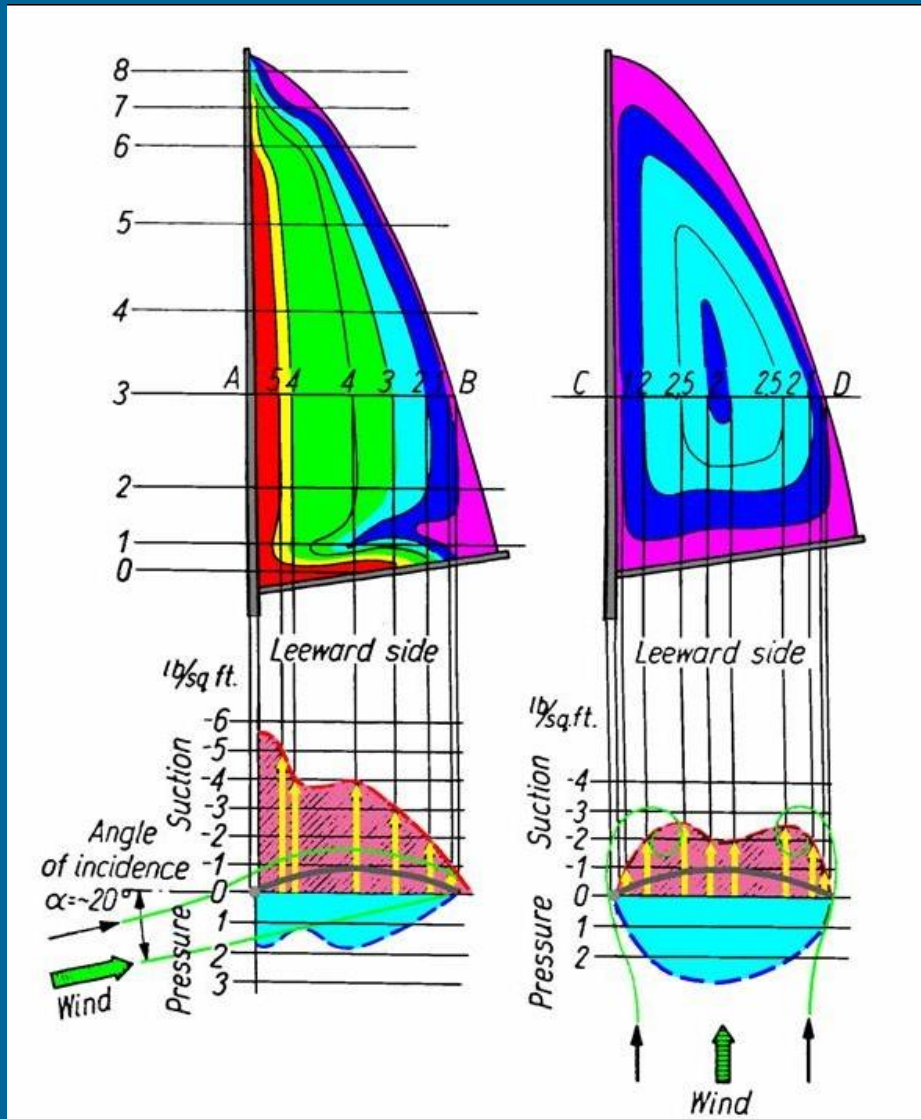 8
7
6
5
4
3 A 5 4 4 3 2 1 B
2
1
0
Leeward side
lb/sq ft.
-6
-5
-4
-3
-2
-1
0
1
2
3
Suction
Pressure
Angle
of incidence
α=~20°
Wind
C 1 2 2,5 2 2,5 2 1 D
Leeward side
lb/sq.ft.
-4
-3
-2
-1
0
1
2
Suction
Pressure
Wind